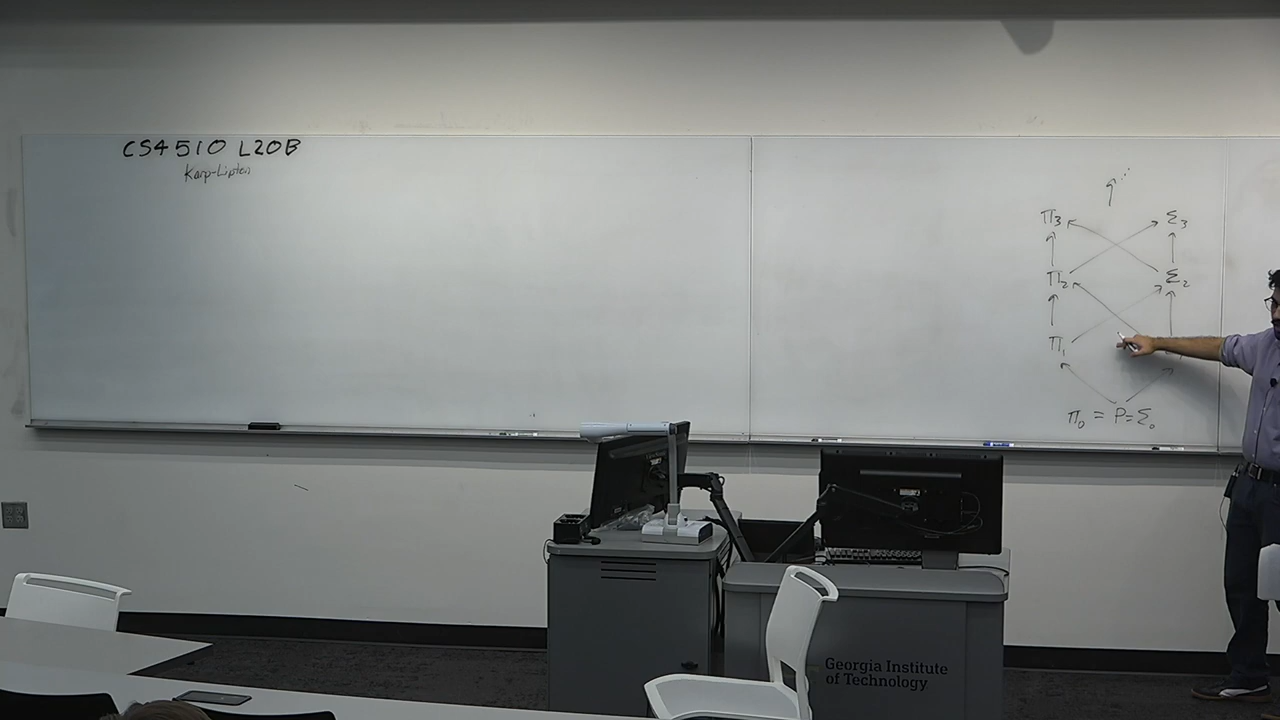 CS4510 L20B
Karp-Lipton
Π₃ Σ₃
Π₂ Σ₂
Π₁
Π₀ = P = Σ₀
Georgia Institute
of Technology